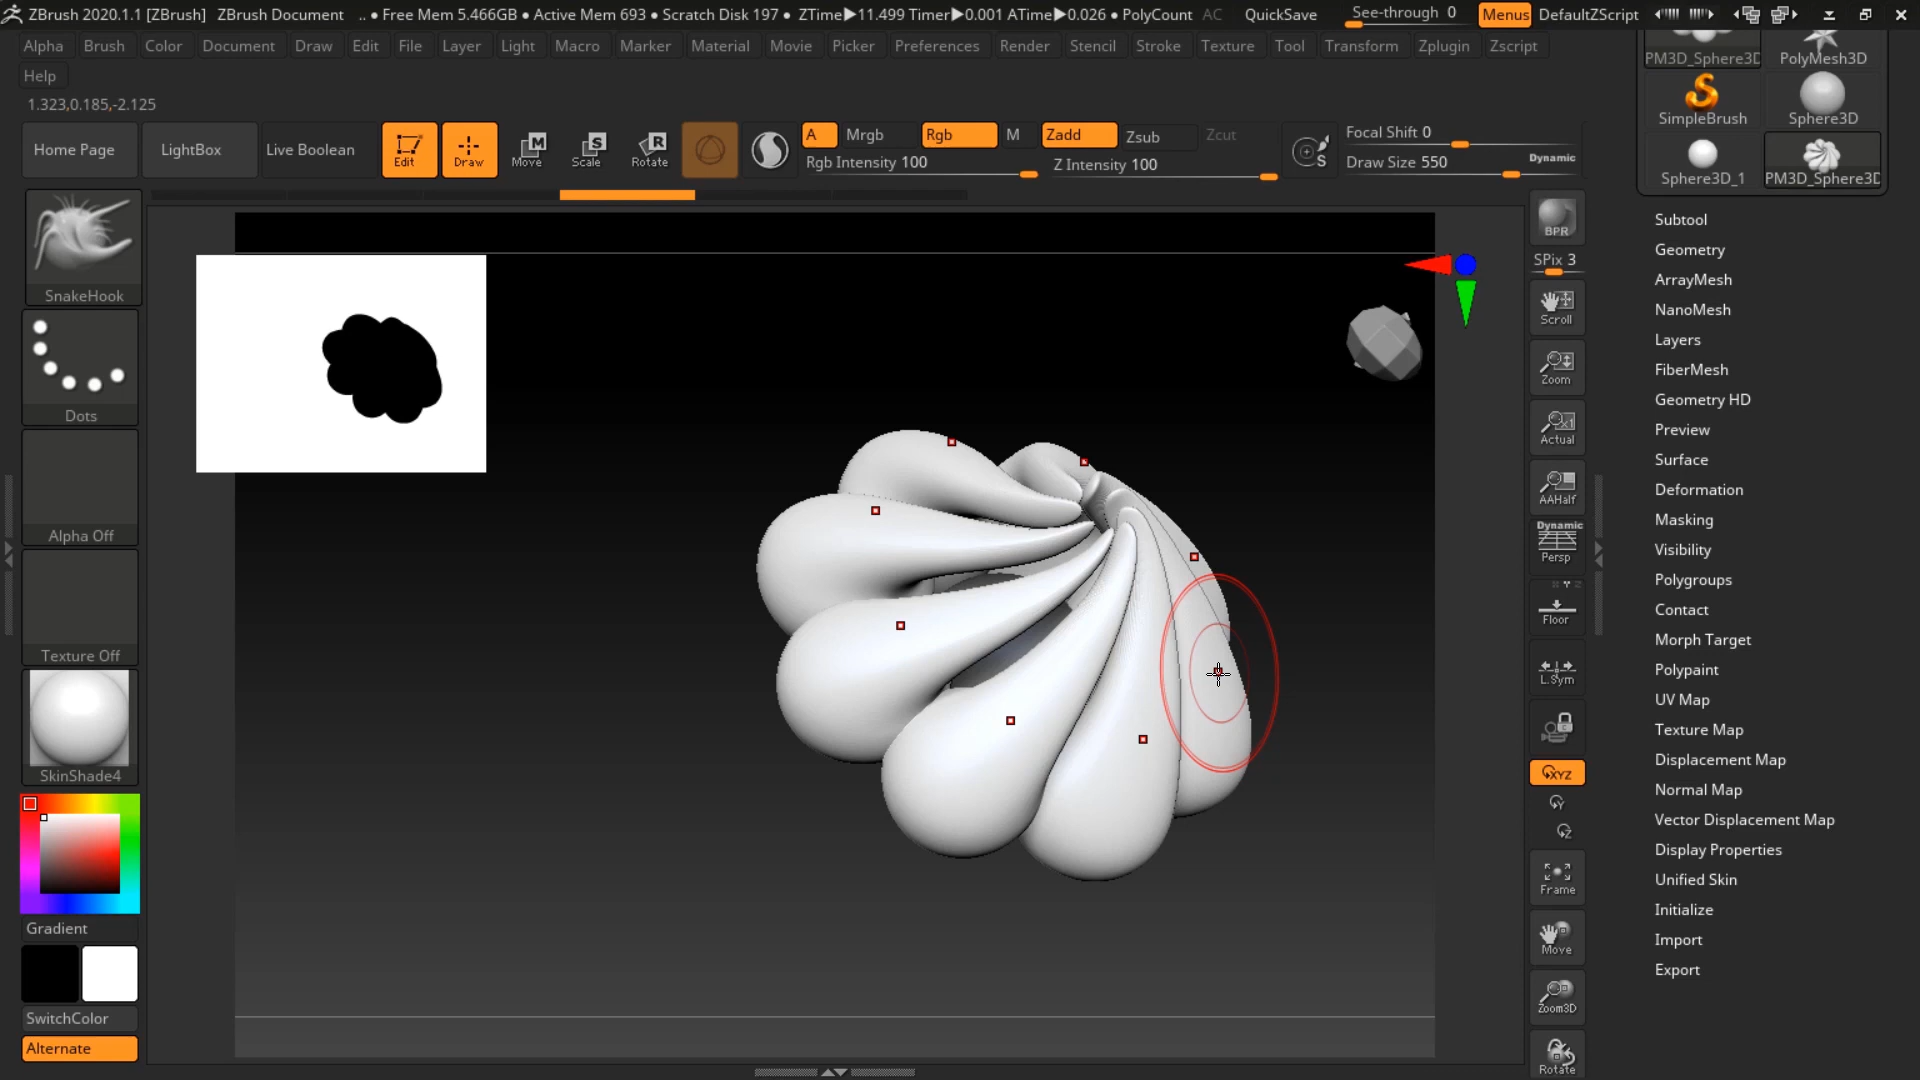 ZBrush 2020.1.1 [ZBrush] ZBrush Document .. ● Free Mem 5.466GB ● Active Mem 693 ● Scratch Disk 197 ● ZTime▶11.499 Timer▶0.001 ATime▶0.026 ● PolyCount AC QuickSave See-through 0 Menus DefaultZScript
Alpha Brush Color Document Draw Edit File Layer Light Macro Marker Material Movie Picker Preferences Render Stencil Stroke Texture Tool Transform Zplugin Zscript
Help
1.323,0.185,-2.125
Home Page LightBox Live Boolean Edit Draw Move Scale Rotate
M S R
A Mrgb Rgb M Zadd Zsub Zcut
Rgb Intensity 100 Z Intensity 100
S
Focal Shift 0
Draw Size 550 Dynamic
SnakeHook
Dots
Alpha Off
Texture Off
SkinShade4
Gradient
SwitchColor
Alternate
BPR
SPix 3
Scroll
Zoom
Actual
AAHalf
Dynamic
Persp
Floor
L.Sym
XYZ
Y
Z
Frame
Move
Zoom3D
Rotate
PM3D_Sphere3D PolyMesh3D
SimpleBrush Sphere3D
Sphere3D_1 PM3D_Sphere3D
Subtool
Geometry
ArrayMesh
NanoMesh
Layers
FiberMesh
Geometry HD
Preview
Surface
Deformation
Masking
Visibility
Polygroups
Contact
Morph Target
Polypaint
UV Map
Texture Map
Displacement Map
Normal Map
Vector Displacement Map
Display Properties
Unified Skin
Initialize
Import
Export